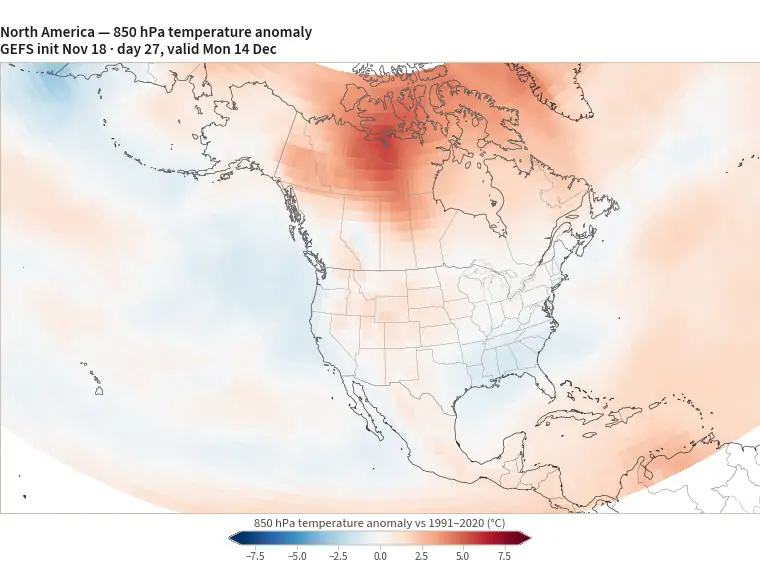 North America — 850 hPa temperature anomaly
GEFS init Nov 18 · day 27, valid Mon 14 Dec
850 hPa temperature anomaly vs 1991–2020 (°C)
−7.5 −5.0 −2.5 0.0 2.5 5.0 7.5